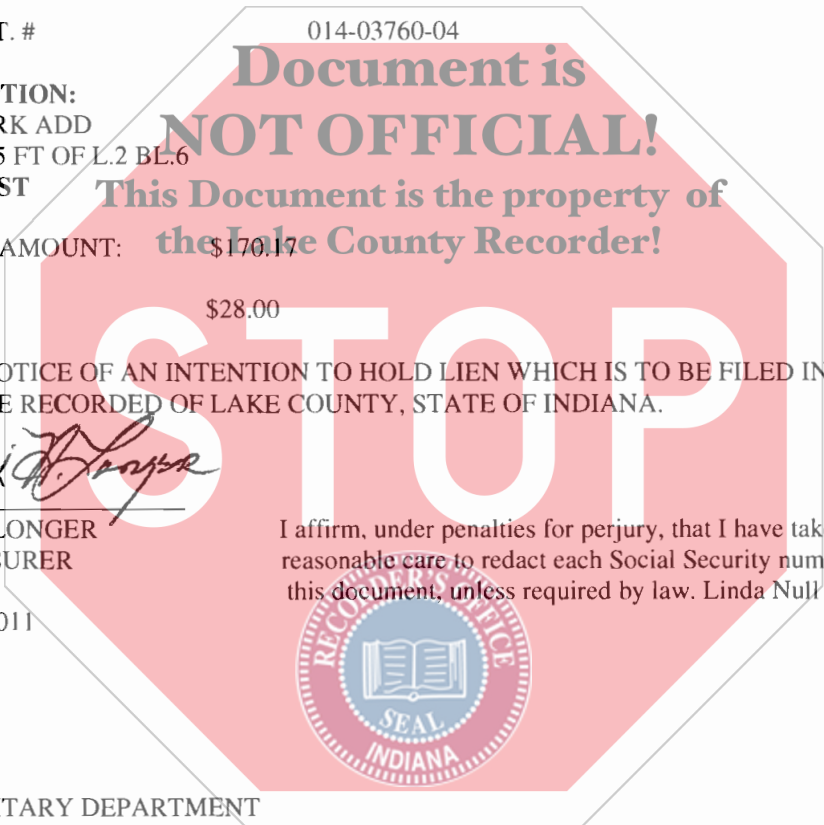 T. # 014-03760-04
Document is
TION:
RK ADD
NOT OFFICIAL!
5 FT OF L.2 BL.6
ST
This Document is the property of
AMOUNT: $170.17
the Lake County Recorder!
$28.00
STOP
OTICE OF AN INTENTION TO HOLD LIEN WHICH IS TO BE FILED IN
E RECORDED OF LAKE COUNTY, STATE OF INDIANA.
LONGER I affirm, under penalties for perjury, that I have tak
SURER reasonable care to redact each Social Security num
this document, unless required by law. Linda Null
011
RECORDER'S OFFICE
SEAL
INDIANA
TARY DEPARTMENT